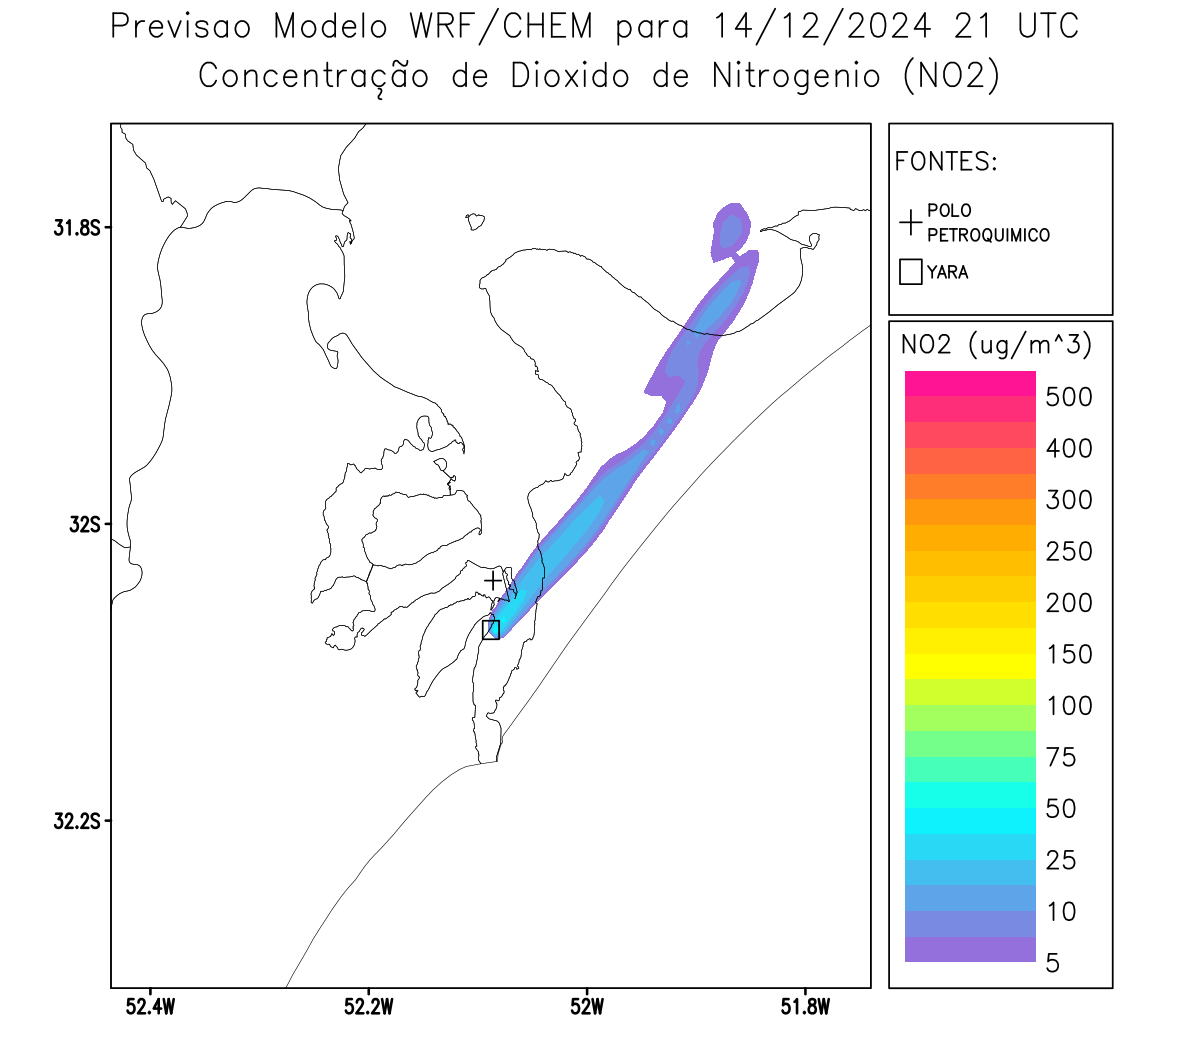 Previsao Modelo WRF/CHEM para 14/12/2024 21 UTC
Concentração de Dioxido de Nitrogenio (NO2)
FONTES:
POLO
PETROQUIMICO
YARA
31.8S
32S
32.2S
52.4W
52.2W
52W
51.8W
NO2 (ug/m^3)
500
400
300
250
200
150
100
75
50
25
10
5